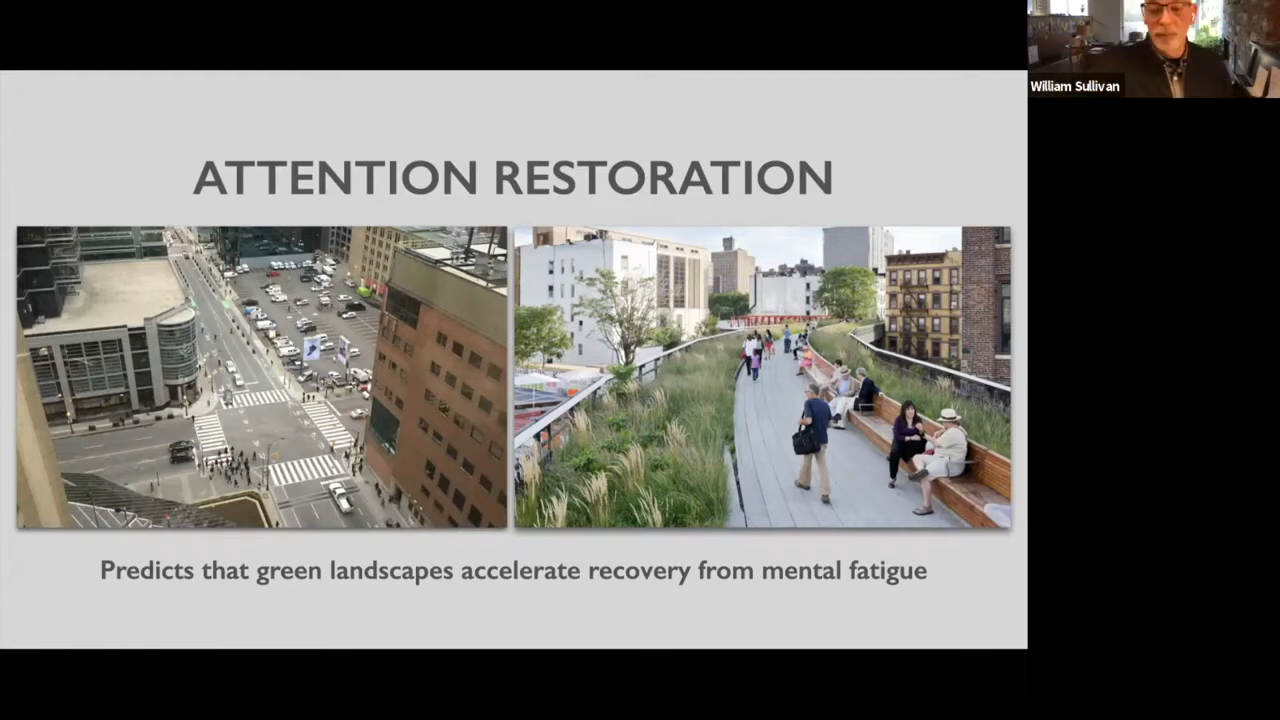 William Sullivan
ATTENTION RESTORATION
Predicts that green landscapes accelerate recovery from mental fatigue